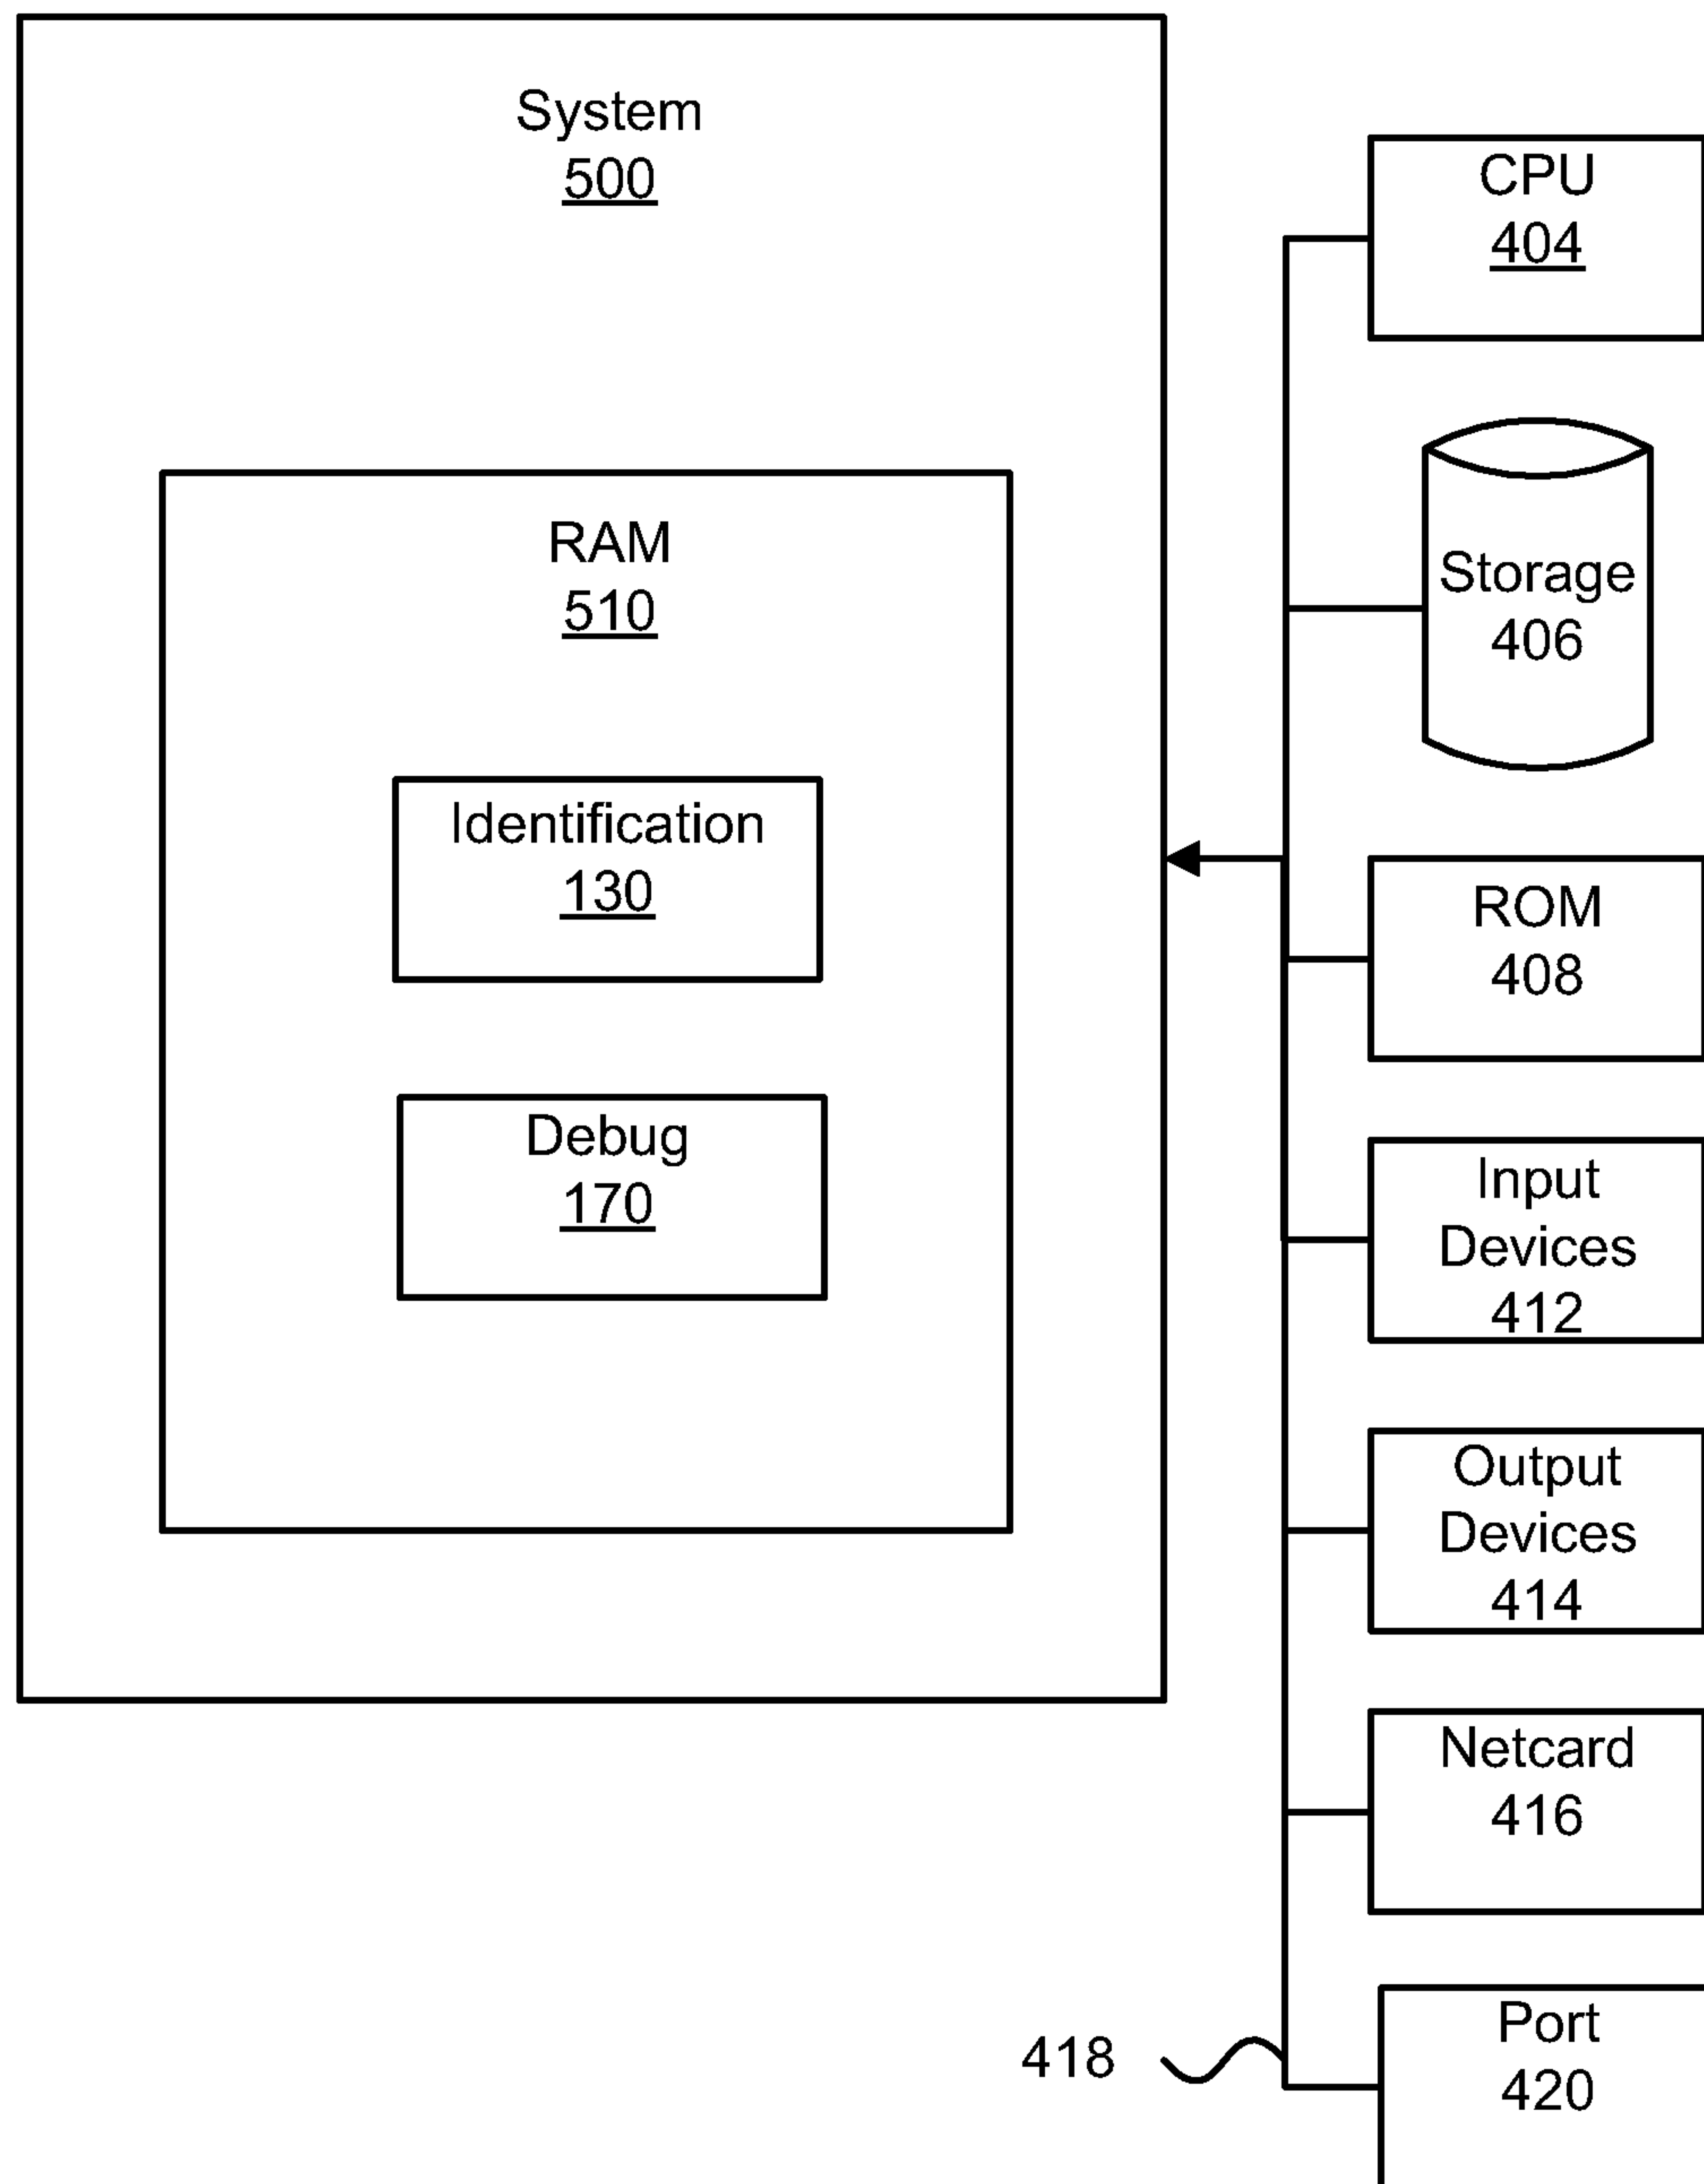 System
500
RAM
510
Identification
130
Debug
170
CPU
404
Storage
406
ROM
408
Input
Devices
412
Output
Devices
414
Netcard
416
Port
420
418